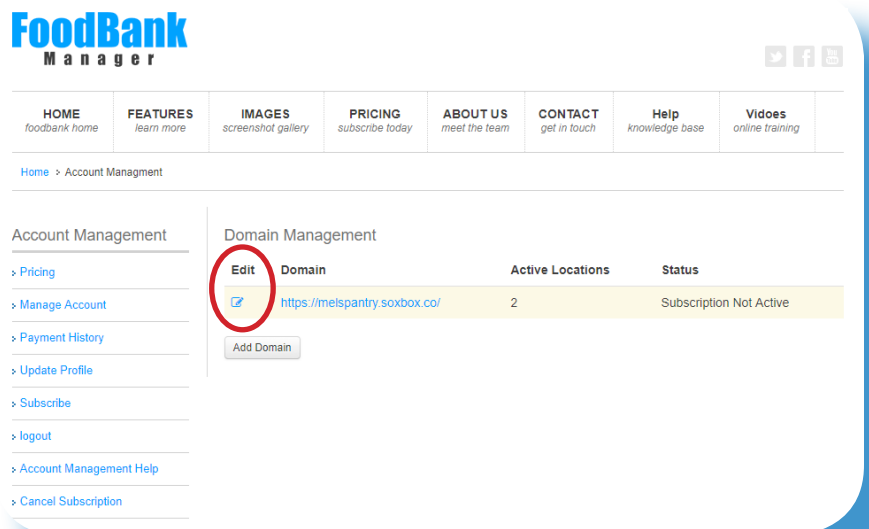 FoodBank
Manager
HOME FEATURES IMAGES PRICING ABOUT US CONTACT Help Vidoes
foodbank home learn more screenshot gallery subscribe today meet the team get in touch knowledge base online training
Home > Account Managment
Account Management
Pricing
Manage Account
Payment History
Update Profile
Subscribe
logout
Account Management Help
Cancel Subscription
Domain Management
Edit Domain Active Locations Status
https://melspantry.soxbox.co/ 2 Subscription Not Active
Add Domain